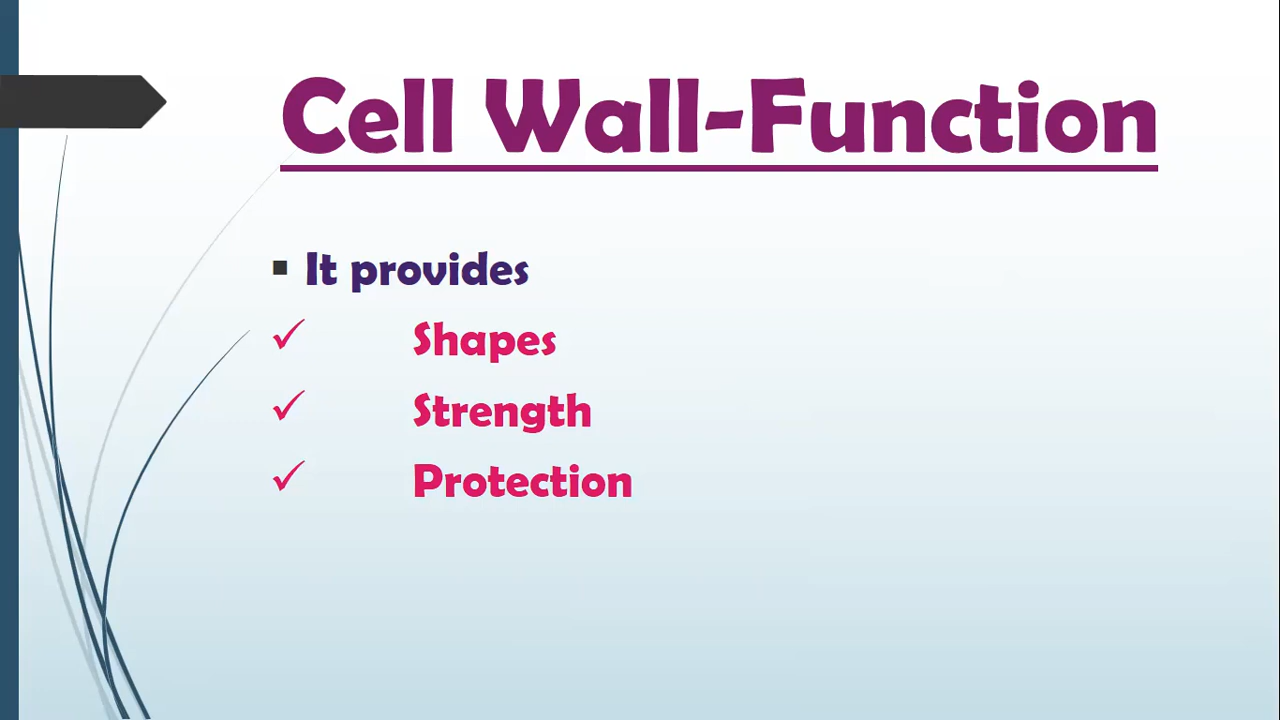 Cell Wall-Function
It provides
Shapes
Strength
Protection